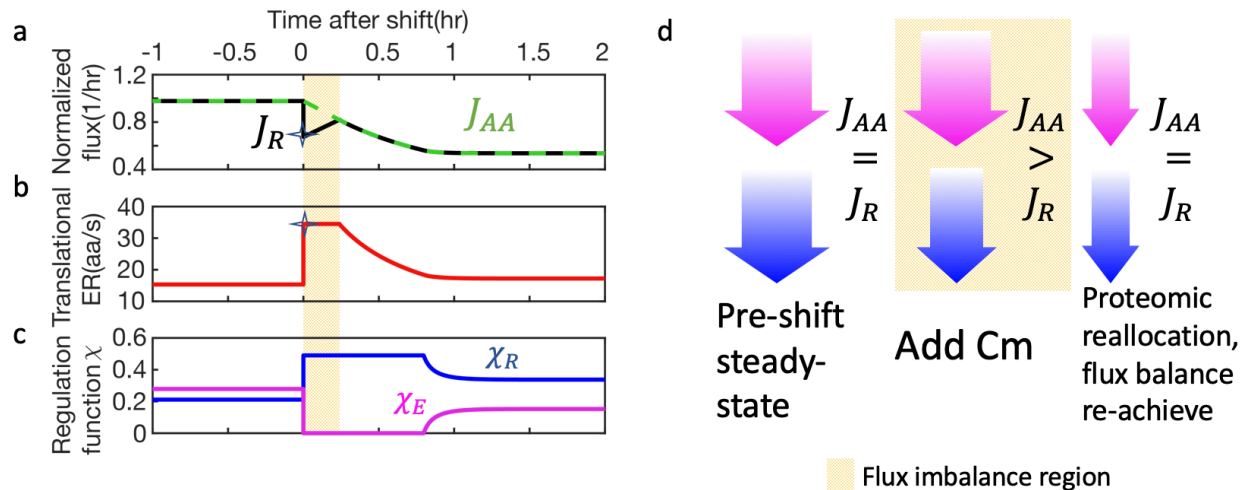 Time after shift(hr)
a
-1 -0.5 0 0.5 1 1.5 2
Normalized
flux(1/hr)
1.2
0.8
0.4
J_R
J_AA
b
Translational
ER(aa/s)
40
30
20
10
c
Regulation
function χ
0.6
0.4
0.2
0
χ_R
χ_E
d
J_AA
=
J_R
J_AA
>
J_R
J_AA
=
J_R
Pre-shift
steady-
state
Add Cm
Proteomic
reallocation,
flux balance
re-achieve
Flux imbalance region